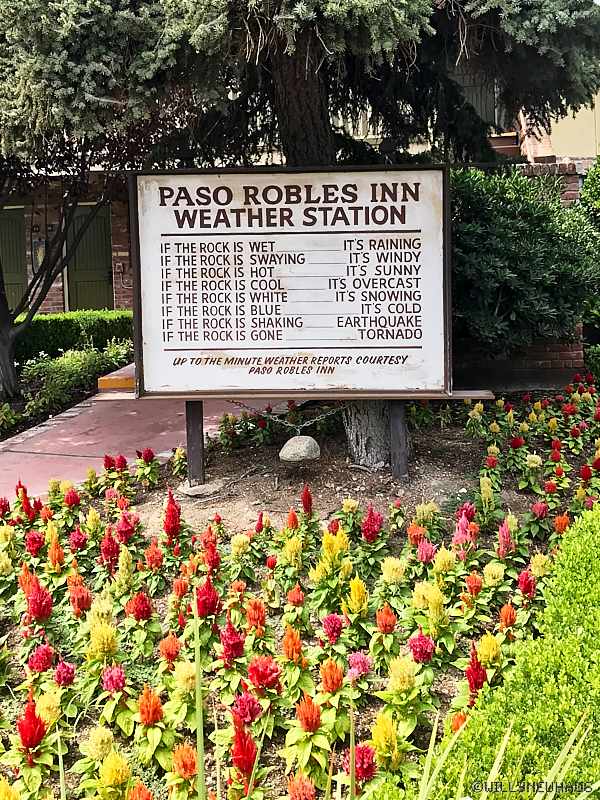 PASO ROBLES INN
WEATHER STATION
IF THE ROCK IS WET IT'S RAINING
IF THE ROCK IS SWAYING IT'S WINDY
IF THE ROCK IS HOT IT'S SUNNY
IF THE ROCK IS COOL IT'S OVERCAST
IF THE ROCK IS WHITE IT'S SNOWING
IF THE ROCK IS BLUE IT'S COLD
IF THE ROCK IS SHAKING EARTHQUAKE
IF THE ROCK IS GONE TORNADO
UP TO THE MINUTE WEATHER REPORTS COURTESY
PASO ROBLES INN
©WILLSNEUHAUS